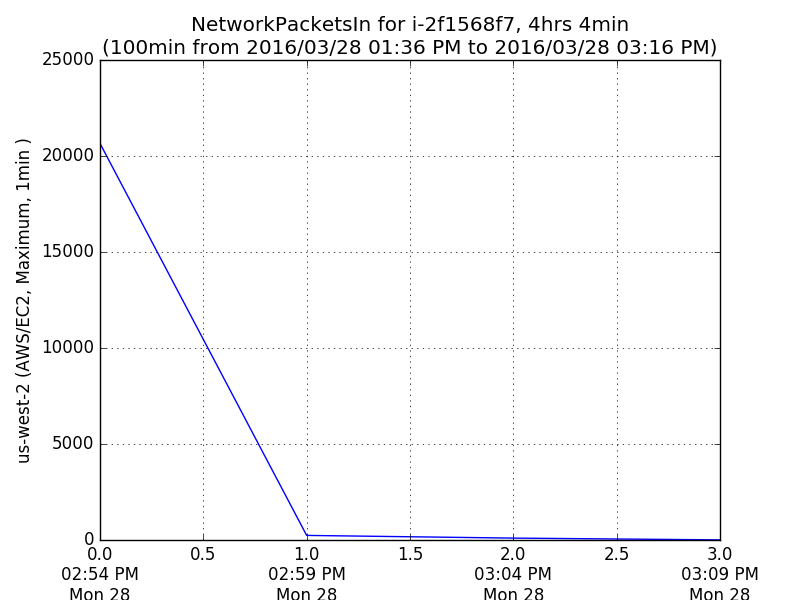 NetworkPacketsIn for i-2f1568f7, 4hrs 4min
(100min from 2016/03/28 01:36 PM to 2016/03/28 03:16 PM)
us-west-2 (AWS/EC2, Maximum, 1min )
25000
20000
15000
10000
5000
0
0.0 0.5 1.0 1.5 2.0 2.5 3.0
02:54 PM 02:59 PM 03:04 PM 03:09 PM
Mon 28 Mon 28 Mon 28 Mon 28